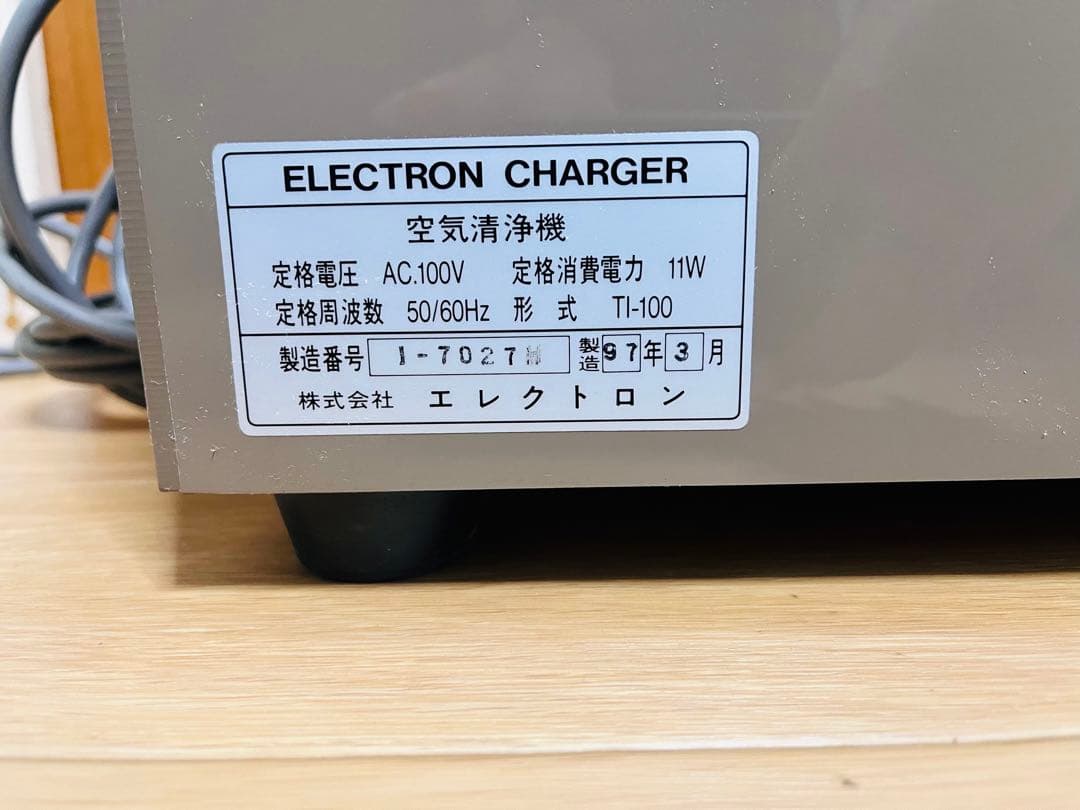 ELECTRON CHARGER
空気清浄機
定格電圧 AC.100V 定格消費電力 11W
定格周波数 50/60Hz 形式 TI-100
製造番号 1-7027M 製造 97年 3月
株式会社 エレクトロン